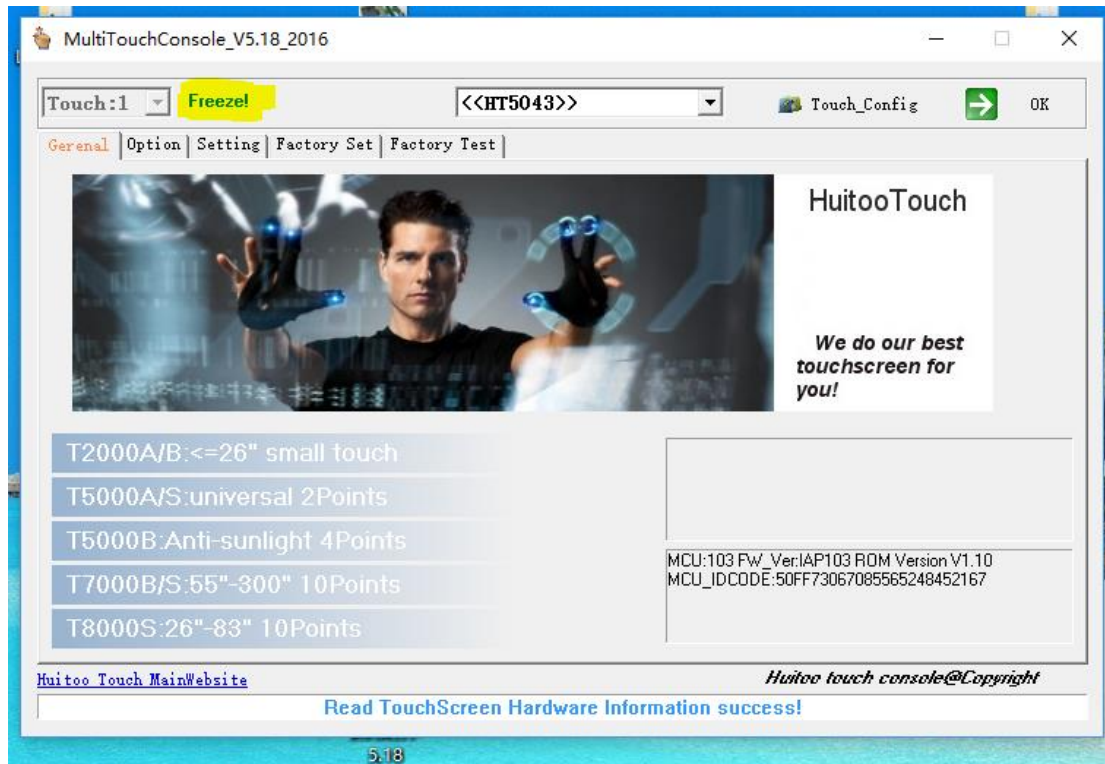 MultiTouchConsole_V5.18_2016
Touch:1 Freeze! <<HT5043>> Touch_Config OK
Gerenal Option Setting Factory Set Factory Test
HuitooTouch
We do our best
touchscreen for
you!
T2000A/B:<=26" small touch
T5000A/S:universal 2Points
T5000B:Anti-sunlight 4Points
T7000B/S:55"-300" 10Points
T8000S:26"-83" 10Points
MCU:103 FW_Ver:IAP103 ROM Version V1.10
MCU_IDCODE:50FF73067085565248452167
Huitoo Touch MainWebsite
Huitoo touch console@Copyright
Read TouchScreen Hardware Information success!
5.18